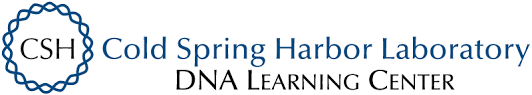 CSH Cold Spring Harbor Laboratory
DNA LEARNING CENTER